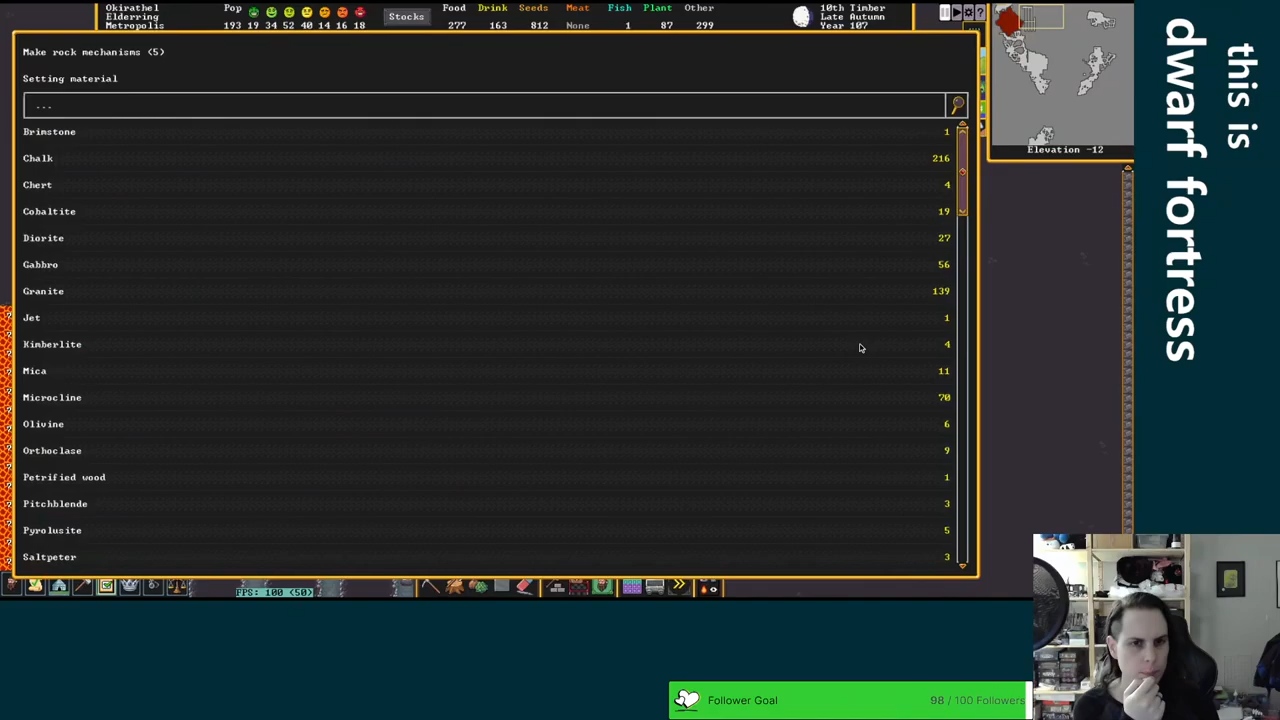 Okirathel
Elderring
Metropolis
Pop
193 19 34 52 40 14 16 18
Stocks
Food Drink Seeds Meat Fish Plant Other
277 163 812 None 1 87 299
10th Timber
Late Autumn
Year 107
Make rock mechanisms (5)
Setting material
...
Brimstone 1
Chalk 216
Chert 4
Cobaltite 19
Diorite 27
Gabbro 56
Granite 139
Jet 1
Kimberlite 4
Mica 11
Microcline 70
Olivine 6
Orthoclase 9
Petrified wood 1
Pitchblende 3
Pyrolusite 5
Saltpeter 3
Elevation -12
FPS: 100 (50)
this is
dwarf fortress
Follower Goal 98 / 100 Followers